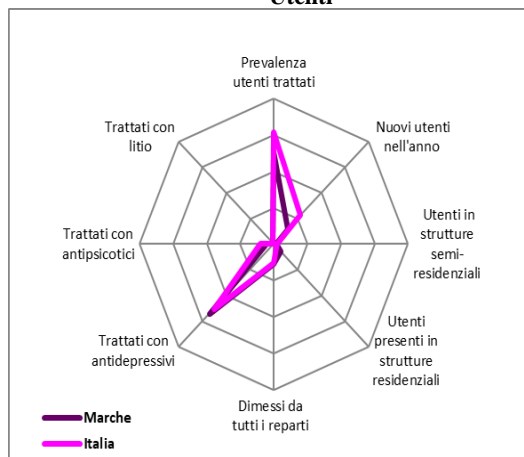 Utenti
Prevalenza
utenti trattati
Nuovi utenti
nell'anno
Utenti in
strutture
semi-
residenziali
Utenti
presenti in
strutture
residenziali
Dimessi da
tutti i reparti
Trattati con
antidepressivi
Trattati con
antipsicotici
Trattati con
litio
Marche
Italia